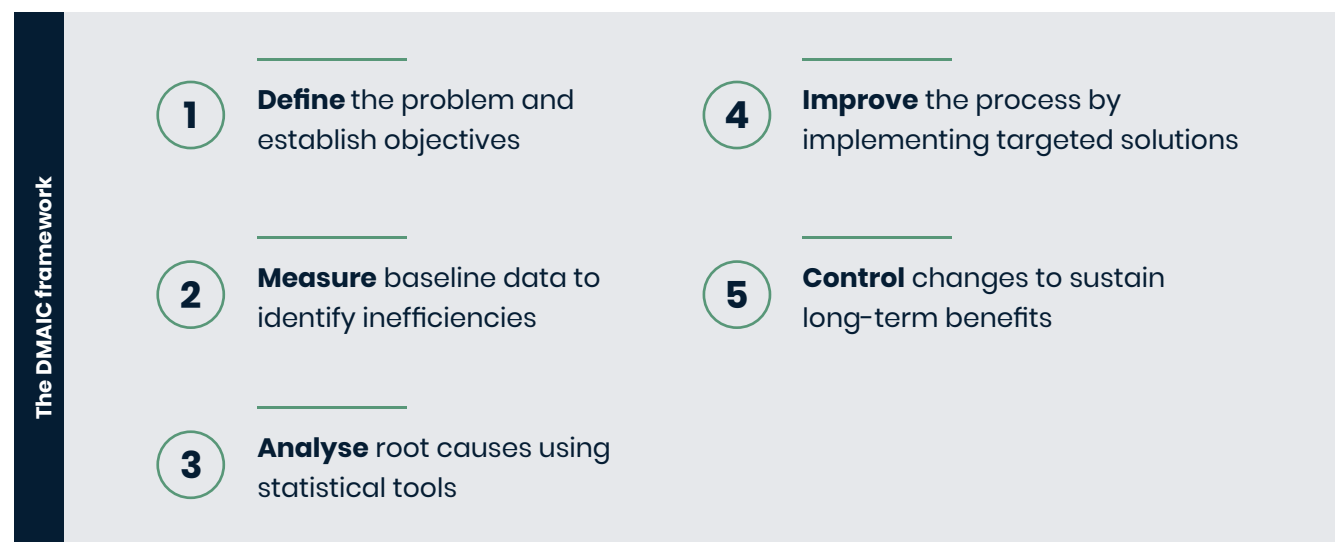 The DMAIC framework
1
Define the problem and
establish objectives
2
Measure baseline data to
identify inefficiencies
3
Analyse root causes using
statistical tools
4
Improve the process by
implementing targeted solutions
5
Control changes to sustain
long-term benefits